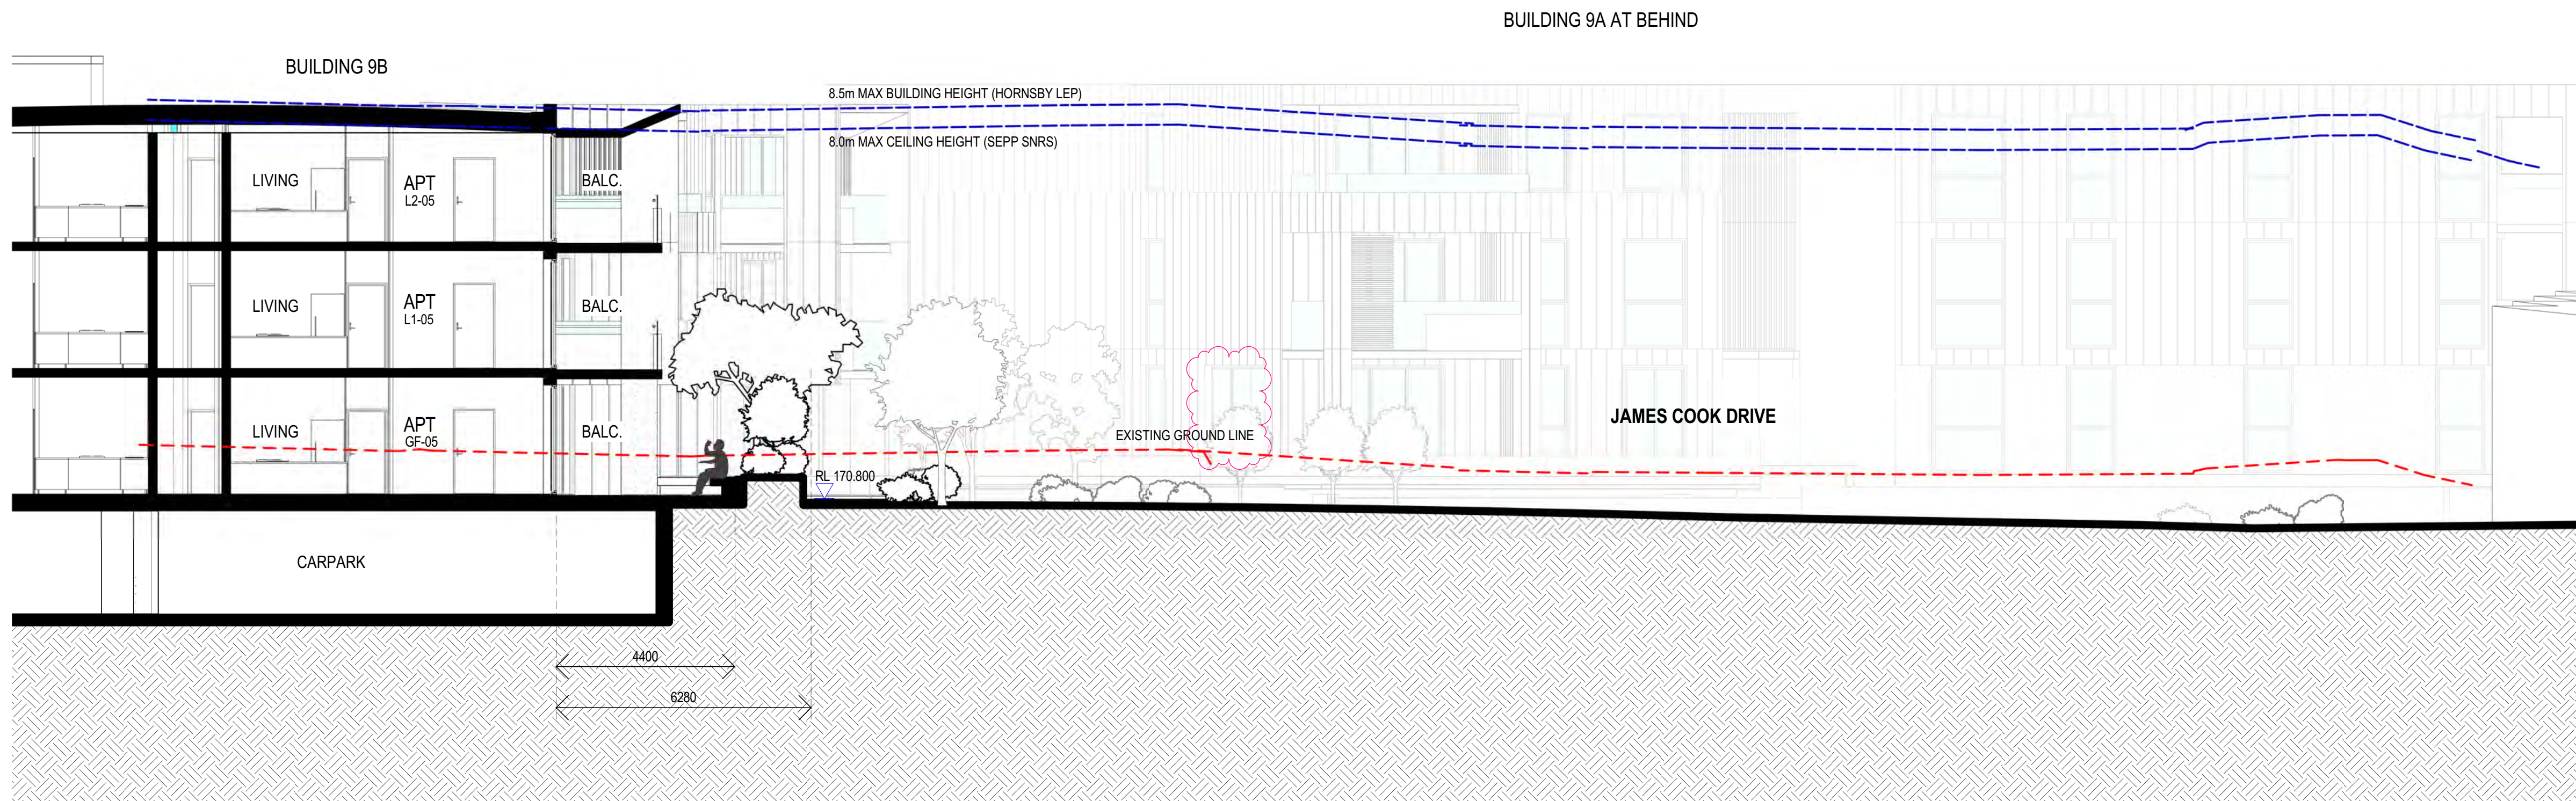 BUILDING 9A AT BEHIND
BUILDING 9B
8.5m MAX BUILDING HEIGHT (HORNSBY LEP)
8.0m MAX CEILING HEIGHT (SEPP SNRS)
LIVING
APT
L2-05
BALC.
LIVING
APT
L1-05
BALC.
LIVING
APT
GF-05
BALC.
JAMES COOK DRIVE
EXISTING GROUND LINE
RL 170.800
CARPARK
4400
6280